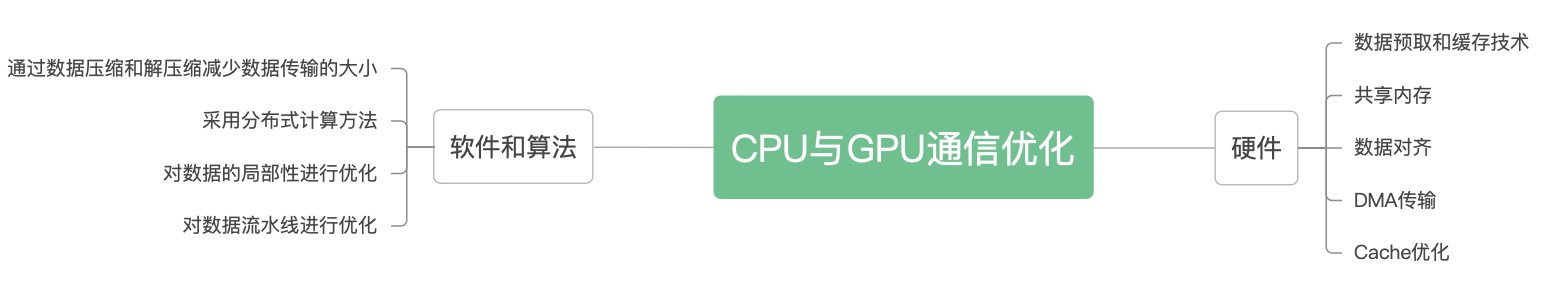 CPU与GPU通信优化
软件和算法
通过数据压缩和解压缩减少数据传输的大小
采用分布式计算方法
对数据的局部性进行优化
对数据流水线进行优化
硬件
数据预取和缓存技术
共享内存
数据对齐
DMA传输
Cache优化